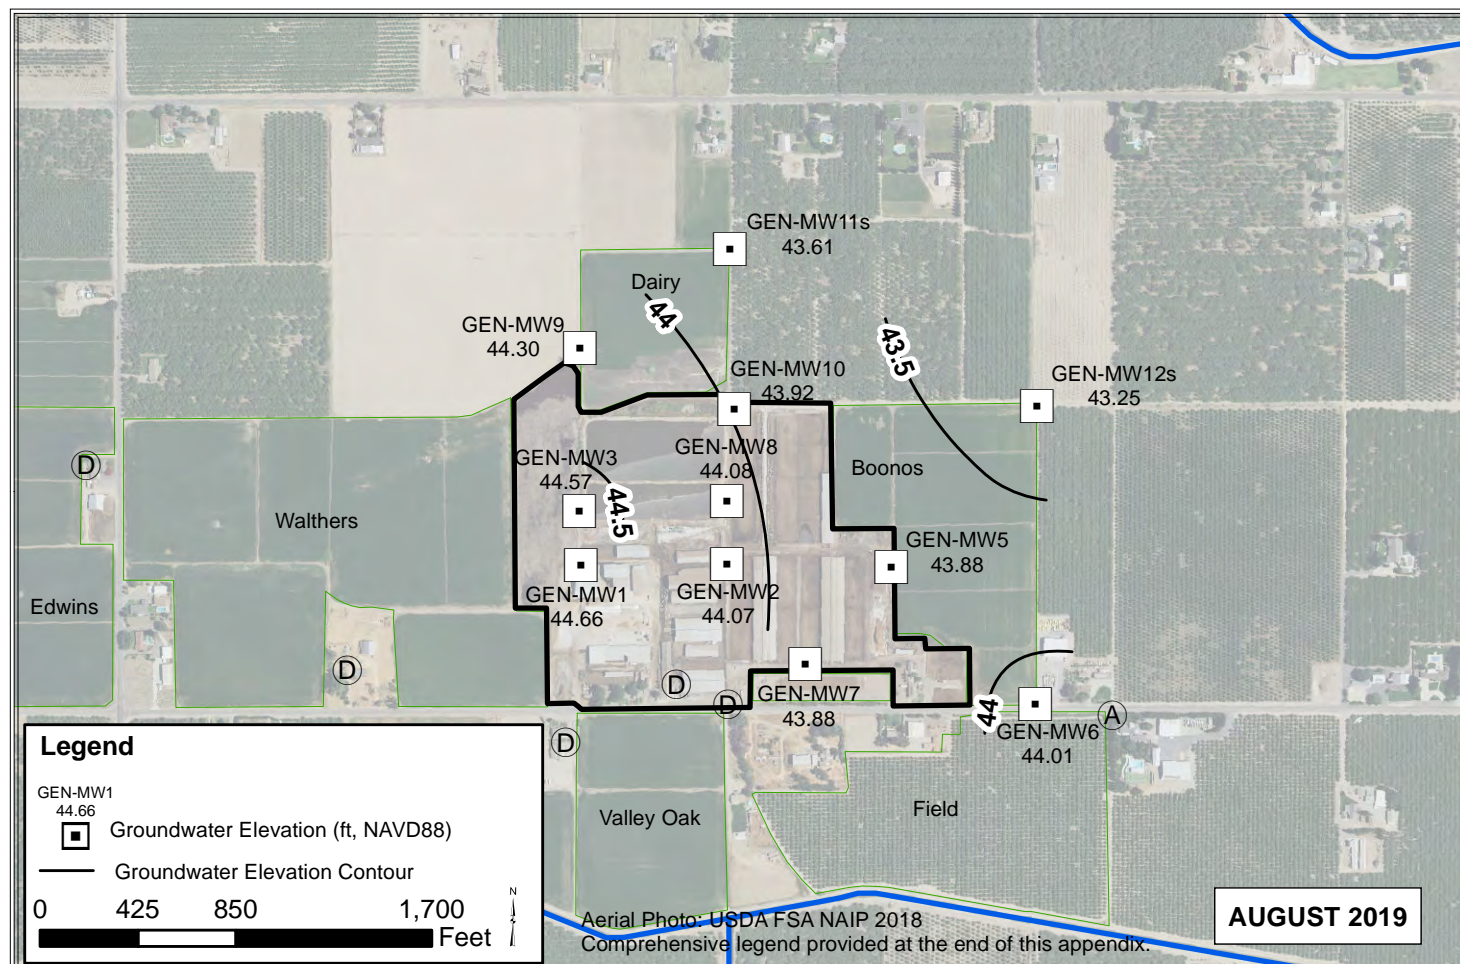 GEN-MW11s
43.61
Dairy
44
GEN-MW9
44.30
43.5
GEN-MW10
43.92
GEN-MW12s
43.25
GEN-MW3
44.57
GEN-MW8
44.08
44.5
Boonos
D
Walthers
GEN-MW5
43.88
GEN-MW1
44.66
GEN-MW2
44.07
Edwins
D
D
D
GEN-MW7
43.88
44
GEN-MW6
44.01
A
D
Valley Oak
Field
Legend
GEN-MW1
44.66
Groundwater Elevation (ft, NAVD88)
Groundwater Elevation Contour
0 425 850 1,700
Feet
N
Aerial Photo: USDA FSA NAIP 2018
Comprehensive legend provided at the end of this appendix.
AUGUST 2019